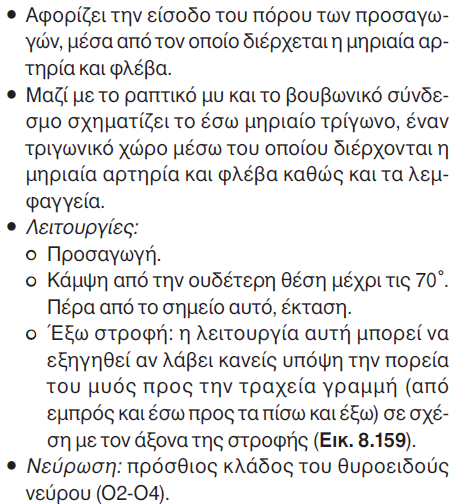 • Αφορίζει την είσοδο του πόρου των προσαγω-
γών, μέσα από τον οποίο διέρχεται η μηριαία αρ-
τηρία και φλέβα.
• Μαζί με το ραπτικό μυ και το βουβωνικό σύνδε-
σμο σχηματίζει το έσω μηριαίο τρίγωνο, έναν
τριγωνικό χώρο μέσω του οποίου διέρχονται η
μηριαία αρτηρία και φλέβα καθώς και τα λεμ-
φαγγεία.
• Λειτουργίες:
o Προσαγωγή.
o Κάμψη από την ουδέτερη θέση μέχρι τις 70˚.
Πέρα από το σημείο αυτό, έκταση.
o Έξω στροφή: η λειτουργία αυτή μπορεί να
εξηγηθεί αν λάβει κανείς υπόψη την πορεία
του μυός προς την τραχεία γραμμή (από
εμπρός και έσω προς τα πίσω και έξω) σε σχέ-
ση με τον άξονα της στροφής (Εικ. 8.159).
• Νεύρωση: πρόσθιος κλάδος του θυροειδούς
νεύρου (Ο2-Ο4).